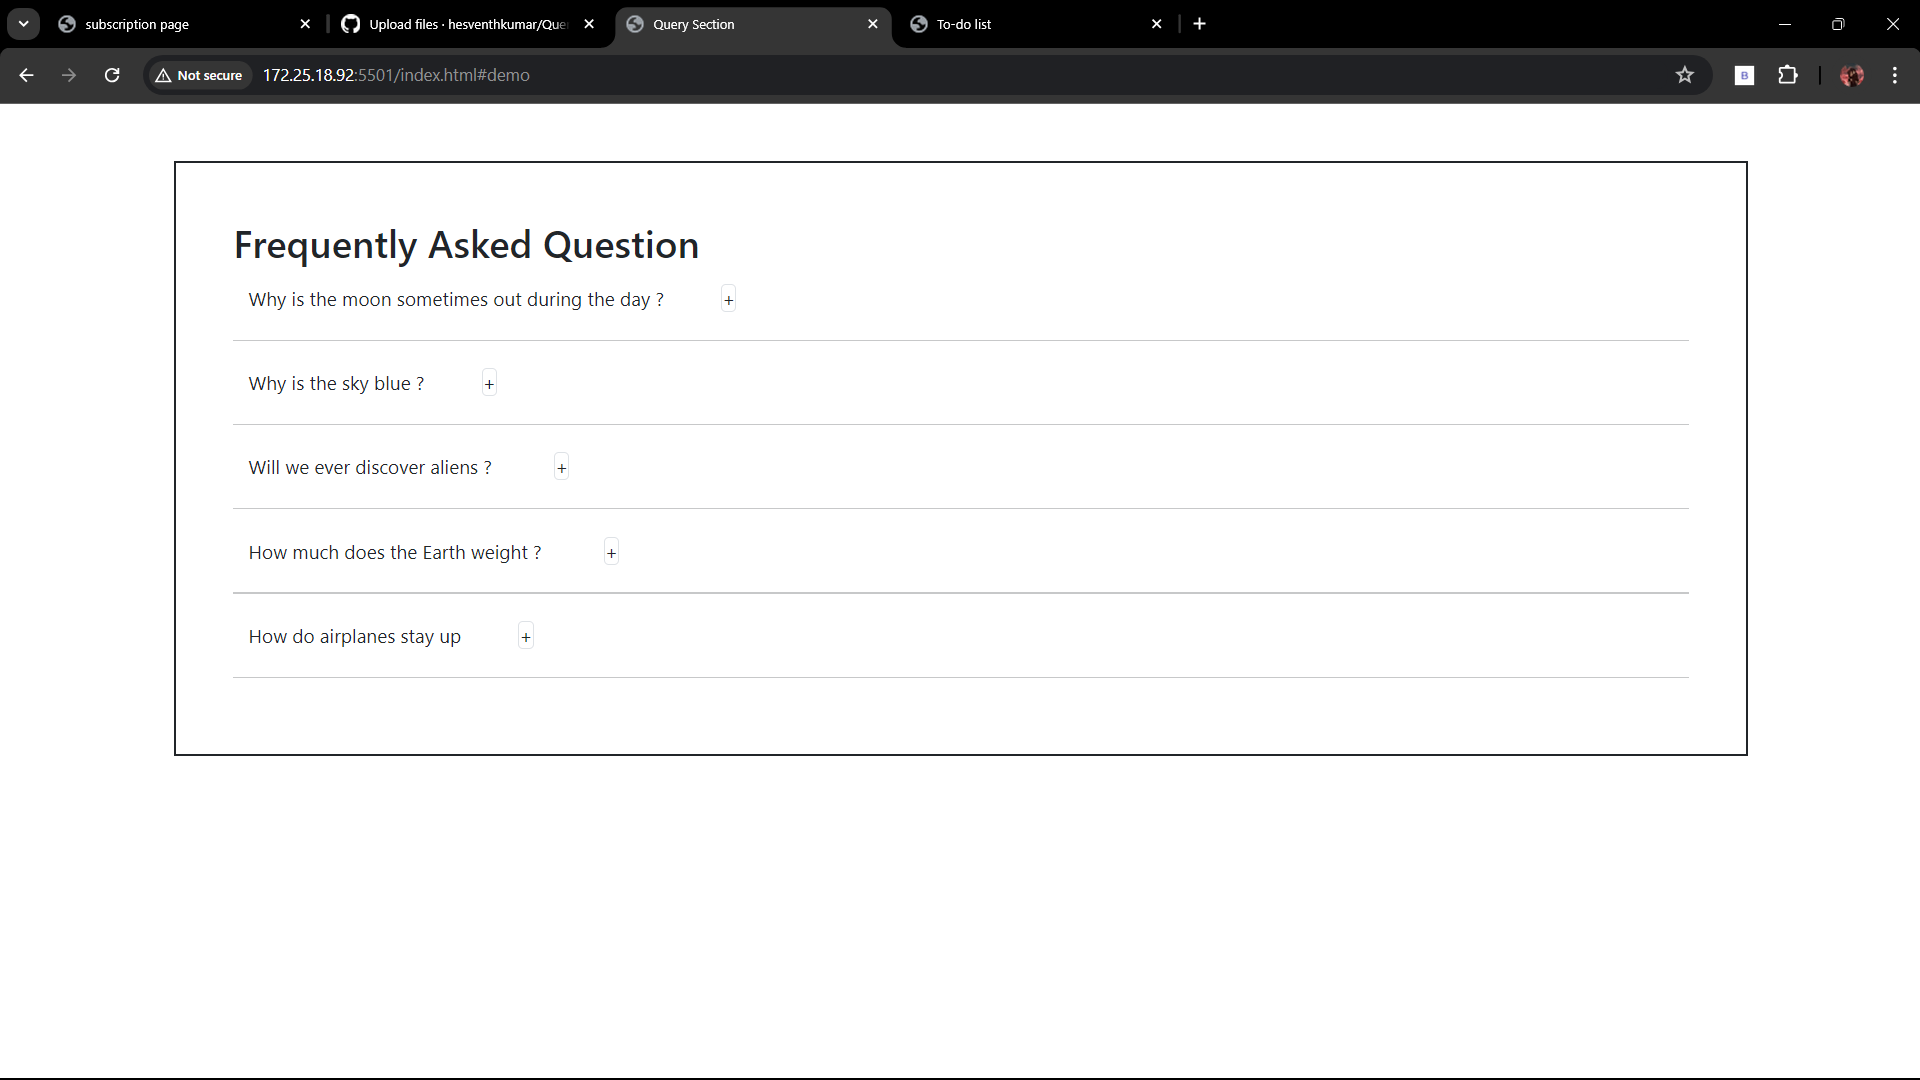 subscription page
Upload files · hesventhkumar/Que
Query Section
To-do list
Not secure
172.25.18.92:5501/index.html#demo
B
Frequently Asked Question
Why is the moon sometimes out during the day ? +
Why is the sky blue ? +
Will we ever discover aliens ? +
How much does the Earth weight ? +
How do airplanes stay up +